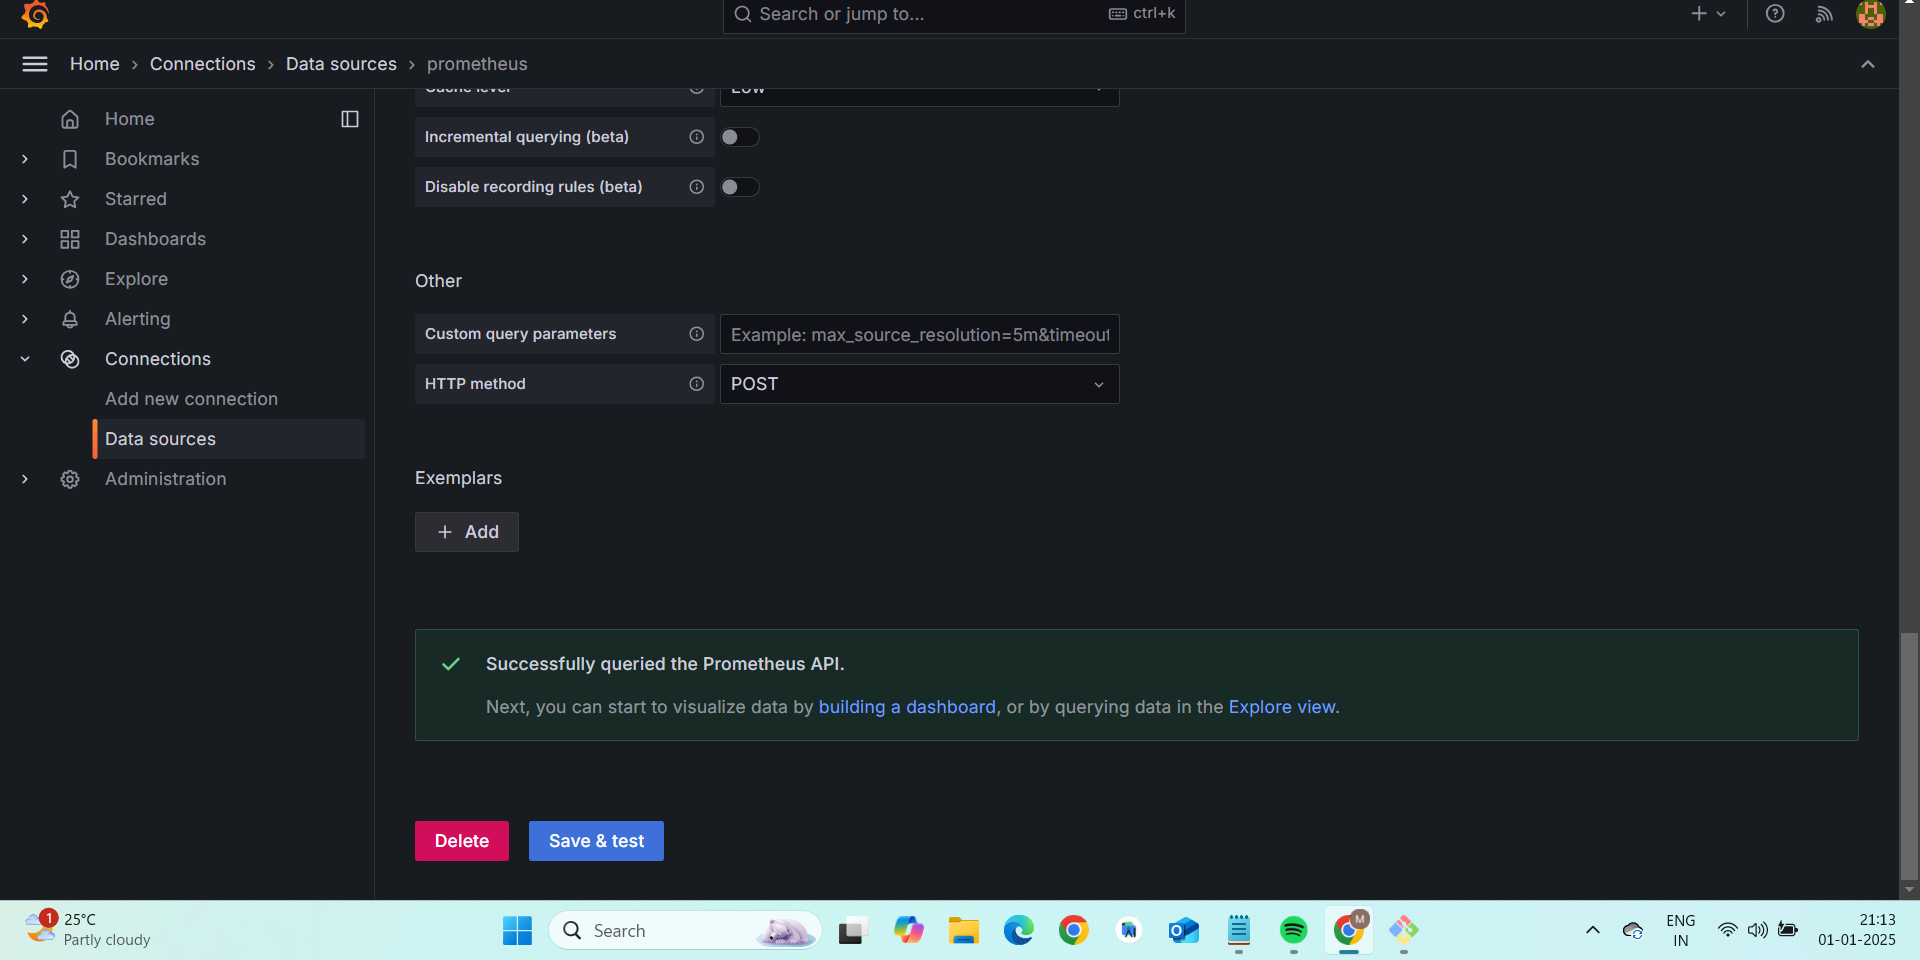 Search or jump to...
ctrl+k
Home
Connections
Data sources
prometheus
Home
Bookmarks
Starred
Dashboards
Explore
Alerting
Connections
Add new connection
Data sources
Administration
Cache level
Low
Incremental querying (beta)
Disable recording rules (beta)
Other
Custom query parameters
Example: max_source_resolution=5m&timeout
HTTP method
POST
Exemplars
Add
Successfully queried the Prometheus API.
Next, you can start to visualize data by building a dashboard, or by querying data in the Explore view.
Delete
Save & test
1
25°C
Partly cloudy
Search
M
ENG
IN
21:13
01-01-2025